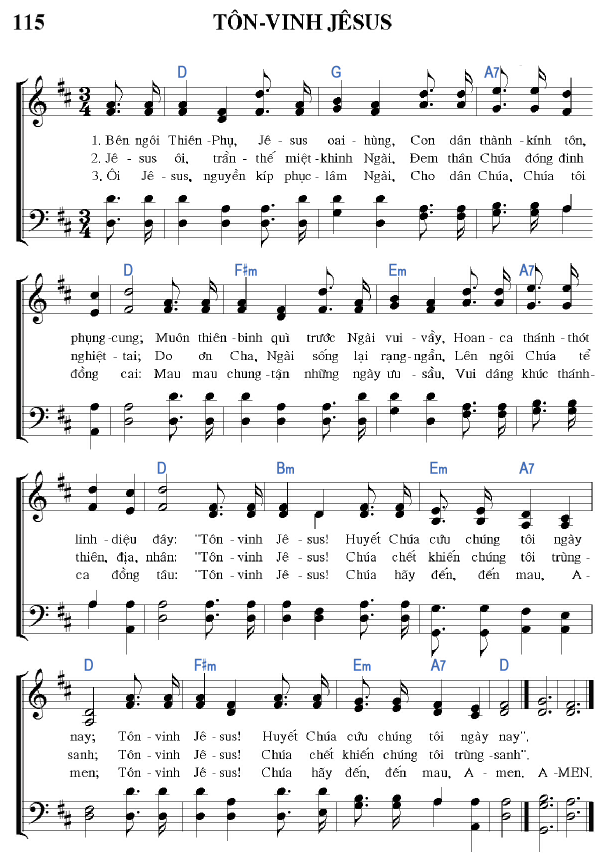 115 TÔN-VINH JÊSUS
D G A7
3 4
1. Bên ngôi Thiên-Phụ, Jê-sus oai-hùng, Con dân thành-kính tôn,
2. Jê-sus ôi, trần-thế miệt-khinh Ngài, Đem thân Chúa đóng đinh
3. Ôi Jê-sus, nguyền kíp phục-lâm Ngài, Cho dân Chúa, Chúa tôi
3 4
D F#m Em A7
phụng-cung; Muôn thiên-binh quì trước Ngài vui-vầy, Hoan-ca thánh-thót
nghiệt-tai; Do ơn Cha, Ngài sống lại rạng-ngần, Lên ngôi Chúa tể
đồng cai: Mau mau chung-tận những ngày ưu-sầu, Vui dâng khúc thánh-
D Bm Em A7
linh-diệu đầy: "Tôn-vinh Jê-sus! Huyết Chúa cứu chúng tôi ngày
thiên, địa, nhân: "Tôn-vinh Jê-sus! Chúa chết khiến chúng tôi trùng-
ca đồng tâu: "Tôn-vinh Jê-sus! Chúa hãy đến, đến mau, A-
D F#m Em A7 D
nay; Tôn-vinh Jê-sus! Huyết Chúa cứu chúng tôi ngày nay".
sanh; Tôn-vinh Jê-sus! Chúa chết khiến chúng tôi trùng-sanh".
men; Tôn-vinh Jê-sus! Chúa hãy đến, đến mau, A-men. A-MEN.